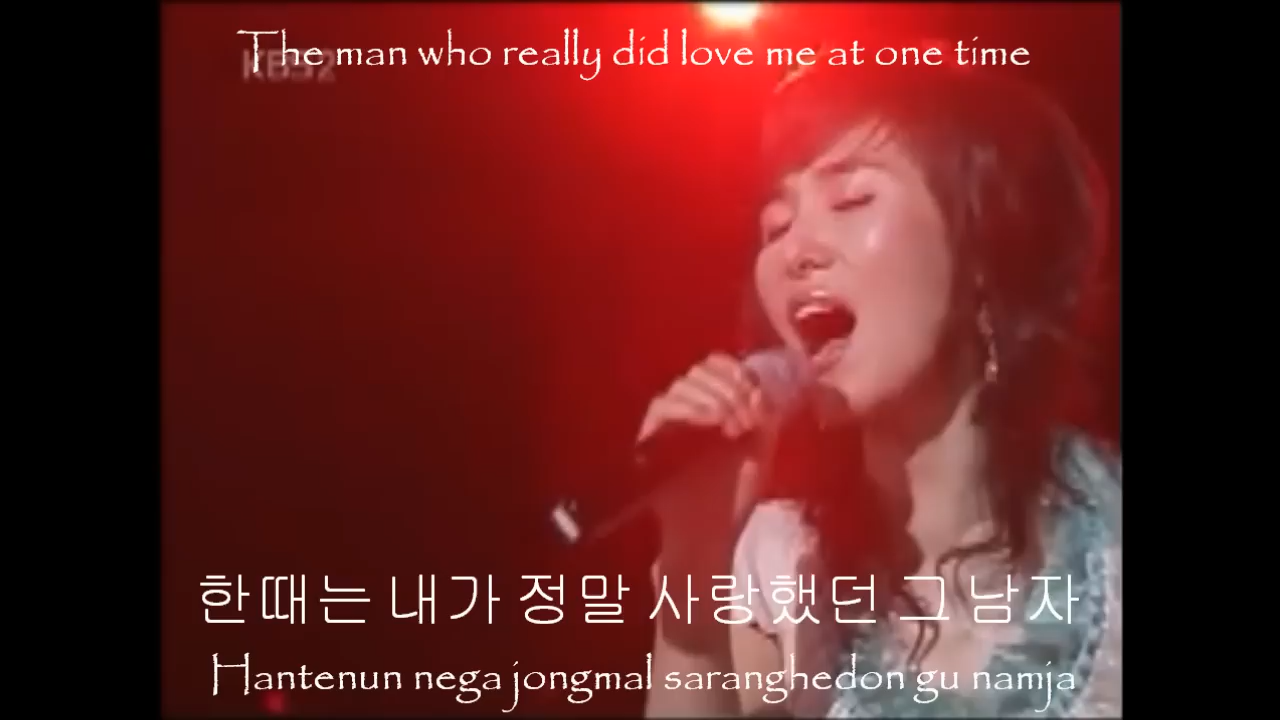 The man who really did love me at one time
KBS2
한때는 내가 정말 사랑했던 그 남자
Hantenun nega jongmal saranghedon gu namja